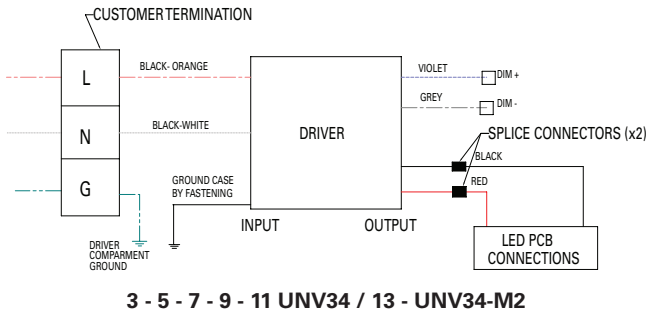 CUSTOMER TERMINATION
L
BLACK- ORANGE
N
BLACK-WHITE
G
GROUND CASE
BY FASTENING
DRIVER
COMPARMENT
GROUND
DRIVER
INPUT
OUTPUT
VIOLET
DIM +
GREY
DIM -
SPLICE CONNECTORS (x2)
BLACK
RED
LED PCB
CONNECTIONS
3 - 5 - 7 - 9 - 11 UNV34 / 13 - UNV34-M2